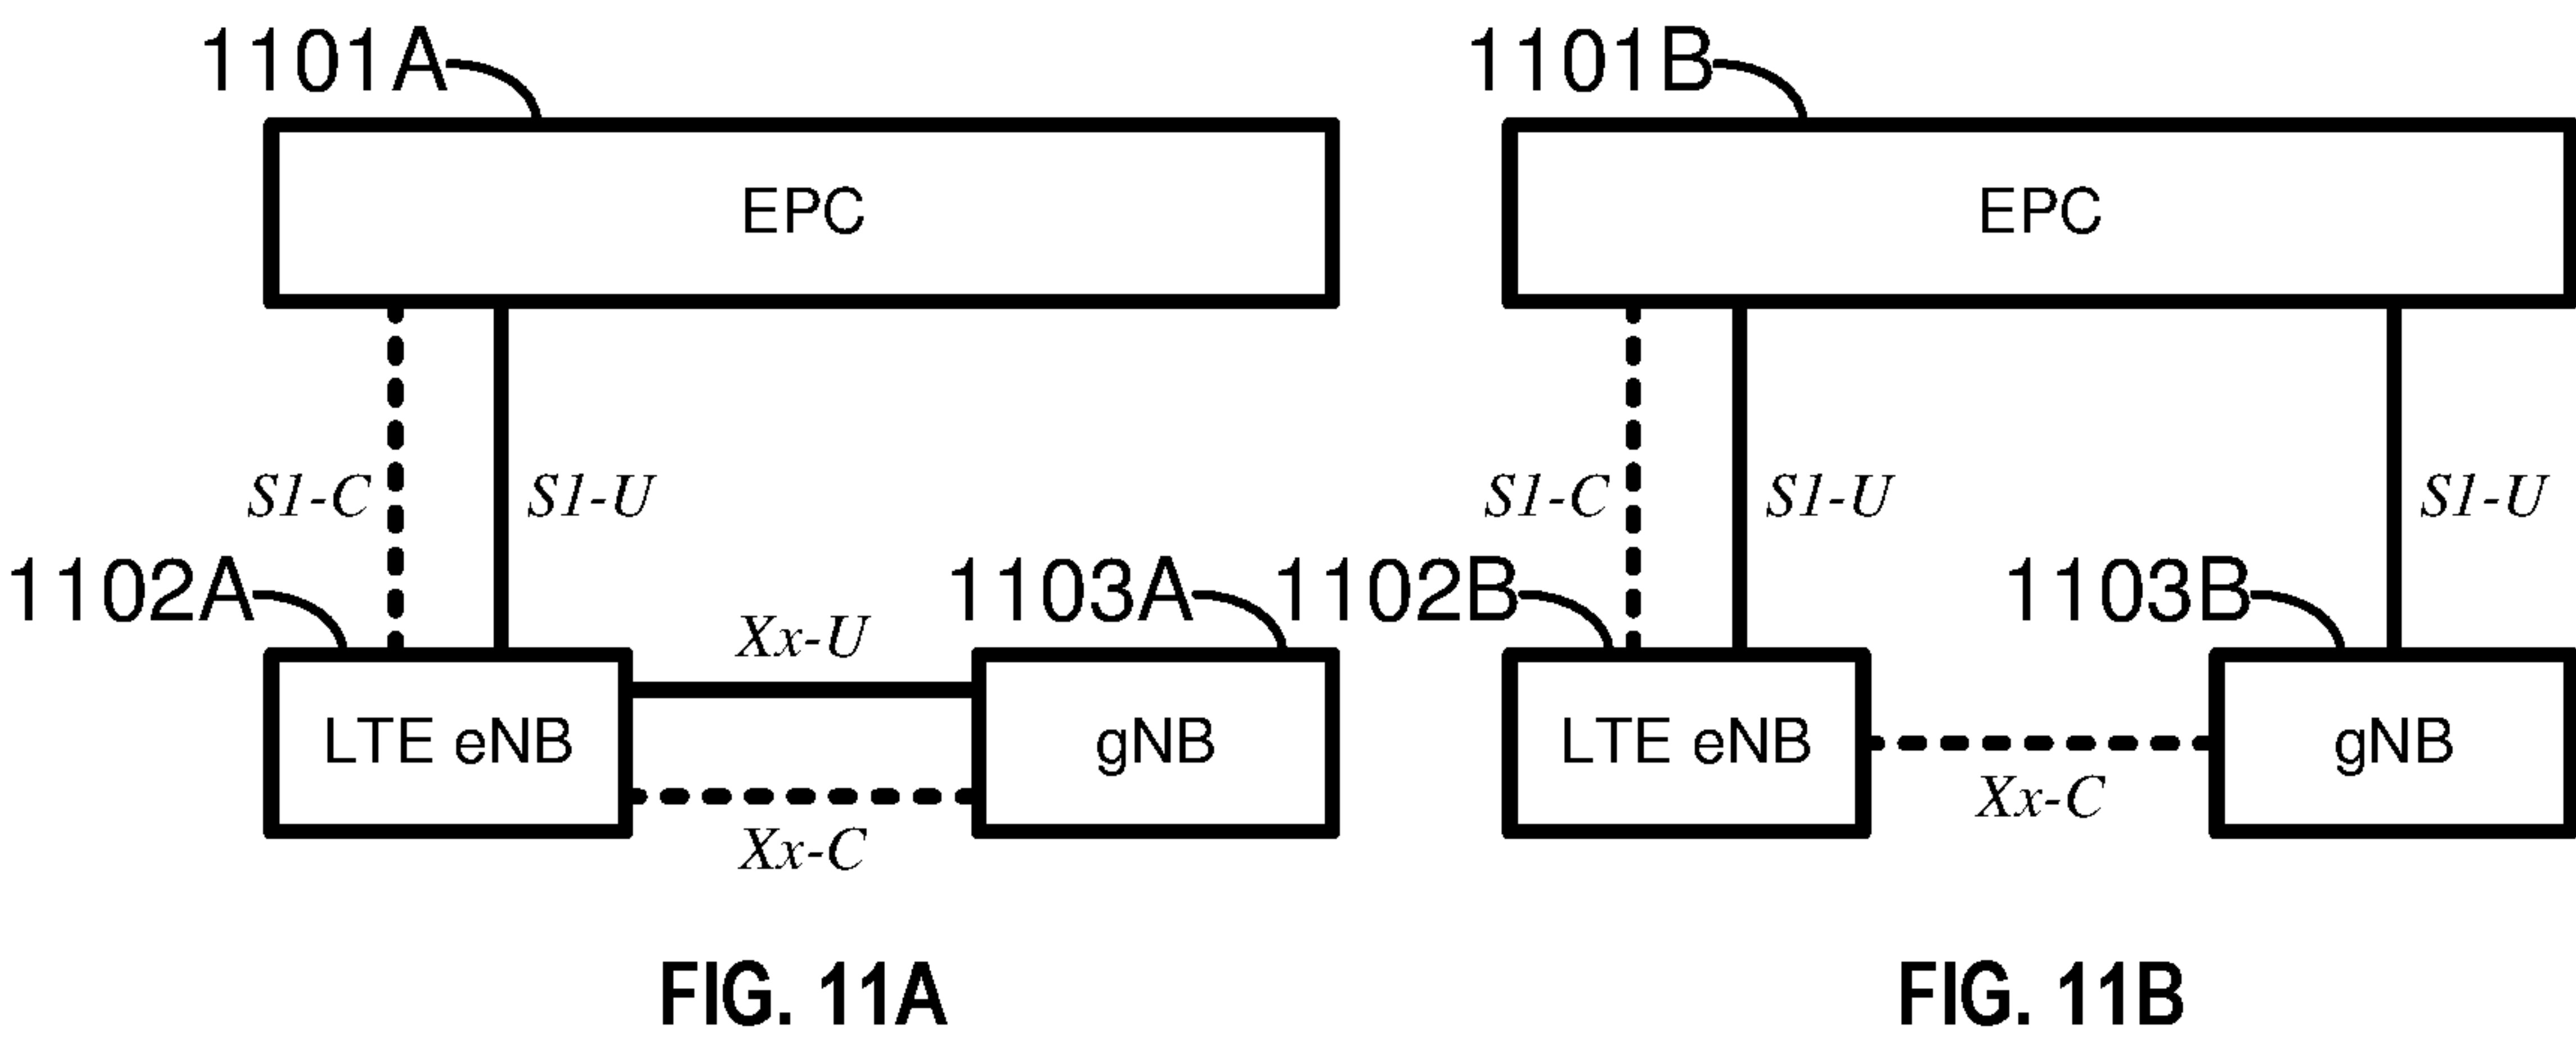 1101A
EPC
S1-C
S1-U
1102A
1103A
Xx-U
LTE eNB
gNB
Xx-C
FIG. 11A
1101B
EPC
S1-C
S1-U
S1-U
1102B
1103B
LTE eNB
gNB
Xx-C
FIG. 11B